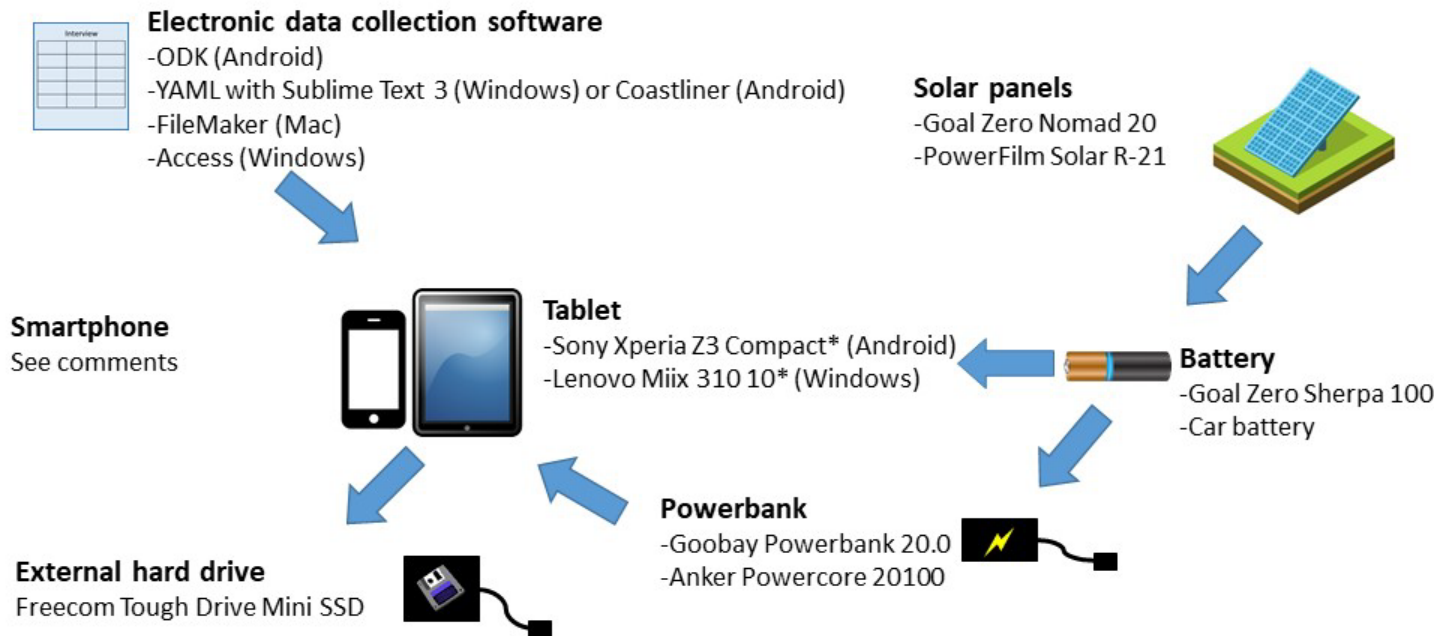 Interview
Electronic data collection software
-ODK (Android)
-YAML with Sublime Text 3 (Windows) or Coastliner (Android)
-FileMaker (Mac)
-Access (Windows)
Solar panels
-Goal Zero Nomad 20
-PowerFilm Solar R-21
Smartphone
See comments
Tablet
-Sony Xperia Z3 Compact* (Android)
-Lenovo Miix 310 10* (Windows)
Battery
-Goal Zero Sherpa 100
-Car battery
Powerbank
-Goobay Powerbank 20.0
-Anker Powercore 20100
External hard drive
Freecom Tough Drive Mini SSD